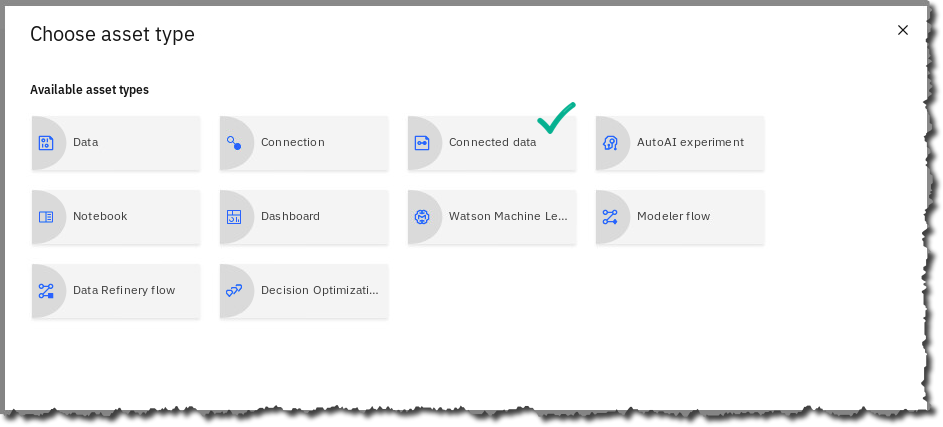 Choose asset type
Available asset types
Data
Connection
Connected data
AutoAI experiment
Notebook
Dashboard
Watson Machine Le...
Modeler flow
Data Refinery flow
Decision Optimizati...